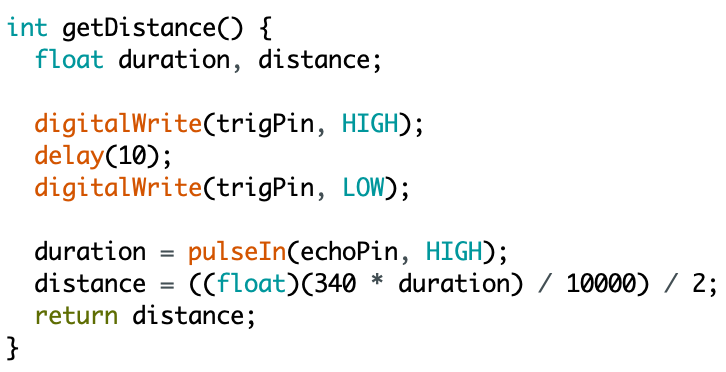 int getDistance() {
  float duration, distance;

  digitalWrite(trigPin, HIGH);
  delay(10);
  digitalWrite(trigPin, LOW);

  duration = pulseIn(echoPin, HIGH);
  distance = ((float)(340 * duration) / 10000) / 2;
  return distance;
}